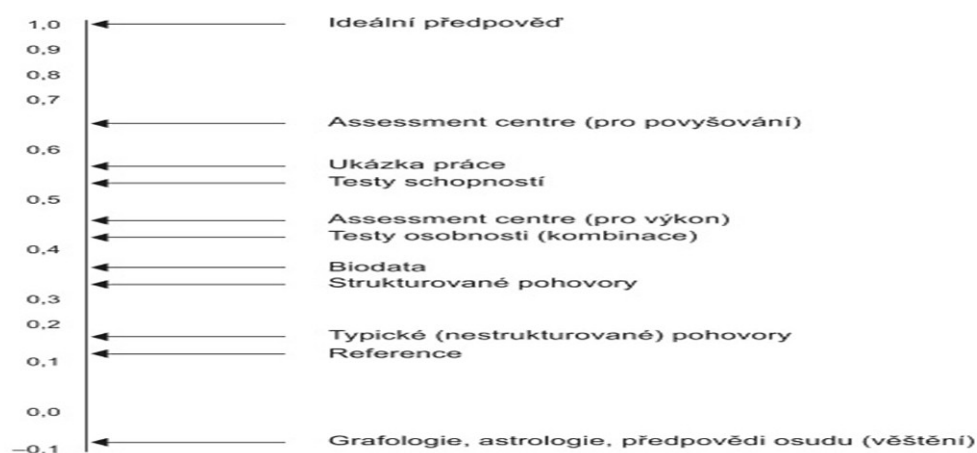 1,0 Ideální předpověď
0,9
0,8
0,7
Assessment centre (pro povyšování)
0,6
Ukázka práce
Testy schopností
0,5
Assessment centre (pro výkon)
Testy osobnosti (kombinace)
0,4
Biodata
Strukturované pohovory
0,3
0,2
Typické (nestrukturované) pohovory
Reference
0,1
0,0
Grafologie, astrologie, předpovědi osudu (věštění)
–0,1